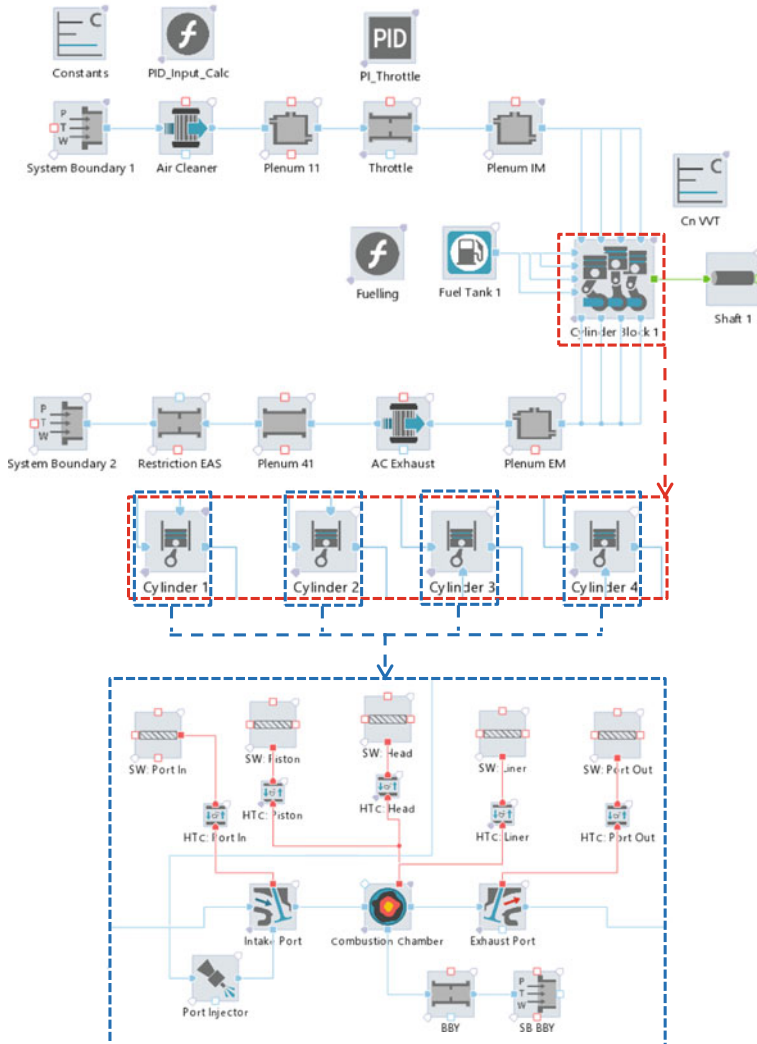 C
f
PID
Constants
PID_Input_Calc
PI_Throttle
P
T
W
System Boundary 1
Air Cleaner
Plenum 11
Throttle
Plenum IM
C
Cn VVT
f
Fuelling
Fuel Tank 1
Cylinder Block 1
Shaft 1
P
T
W
System Boundary 2
Restriction EAS
Plenum 41
AC Exhaust
Plenum EM
Cylinder 1
Cylinder 2
Cylinder 3
Cylinder 4
SW: Port In
SW: Piston
SW: Head
SW: Liner
SW: Port Out
HTC: Port In
HTC: Piston
HTC: Head
HTC: Liner
HTC: Port Out
Intake Port
Combustion Chamber
Exhaust Port
Port Injector
P
T
W
BBY
SB BBY